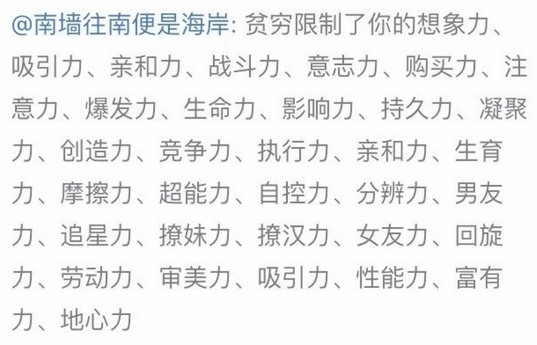 @南墙往南便是海岸: 贫穷限制了你的想象力、
吸引力、亲和力、战斗力、意志力、购买力、注
意力、爆发力、生命力、影响力、持久力、凝聚
力、创造力、竞争力、执行力、亲和力、生育
力、摩擦力、超能力、自控力、分辨力、男友
力、追星力、撩妹力、撩汉力、女友力、回旋
力、劳动力、审美力、吸引力、性能力、富有
力、地心力